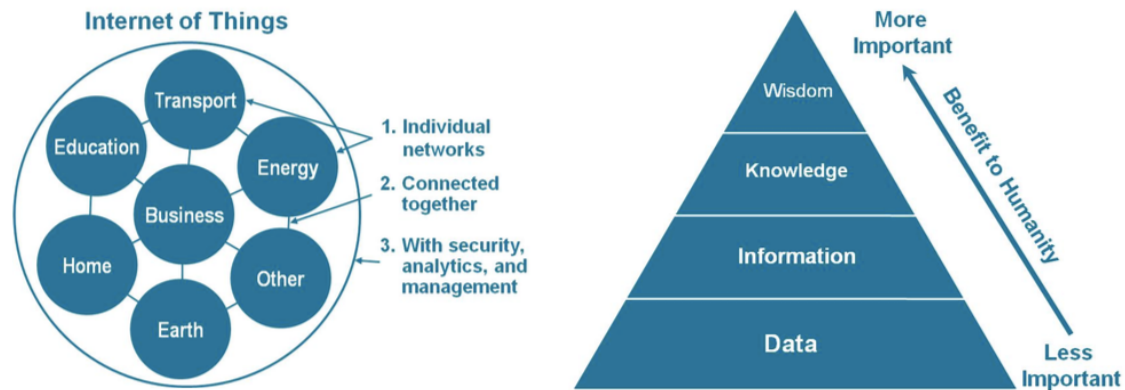 Internet of Things
Transport
Education
Energy
Business
Home
Other
Earth
1. Individual
networks
2. Connected
together
3. With security,
analytics, and
management
More
Important
Wisdom
Knowledge
Information
Data
Benefit to Humanity
Less
Important